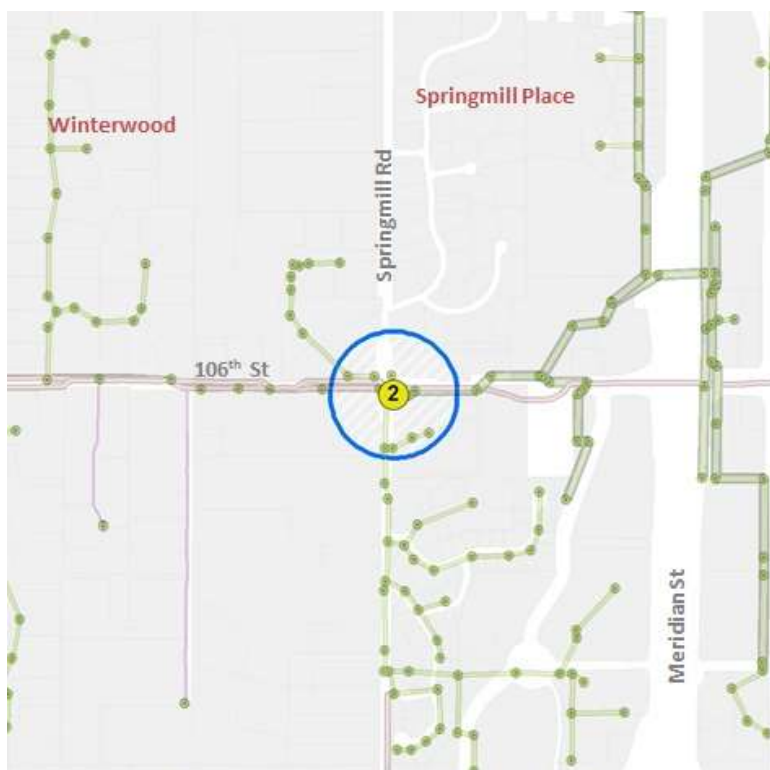 Springmill Place
Winterwood
Springmill Rd
106th St
2
Meridian St